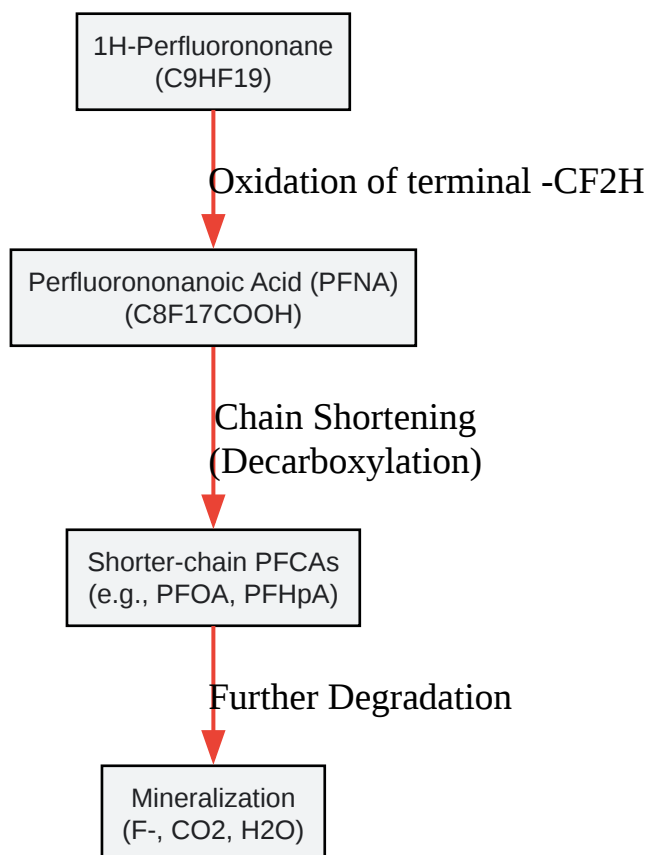 1H-Perfluorononane
(C9HF19)
Oxidation of terminal -CF2H
Perfluorononanoic Acid (PFNA)
(C8F17COOH)
Chain Shortening
(Decarboxylation)
Shorter-chain PFCAs
(e.g., PFOA, PFHpA)
Further Degradation
Mineralization
(F-, CO2, H2O)